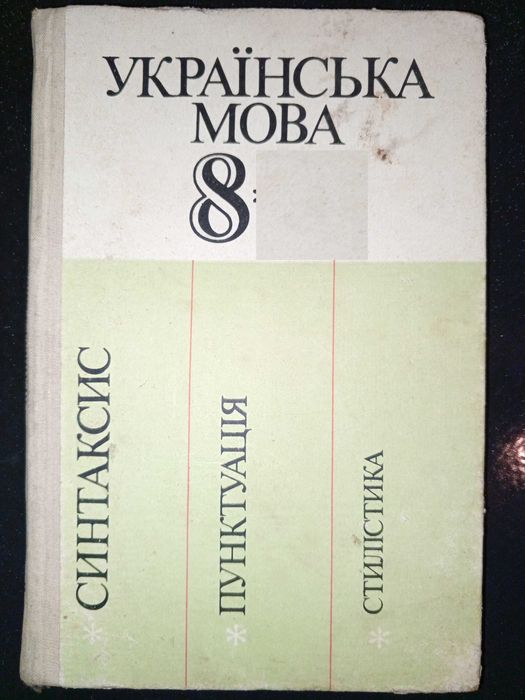 УКРАЇНСЬКА
МОВА
8
СИНТАКСИС
ПУНКТУАЦІЯ
СТИЛІСТИКА